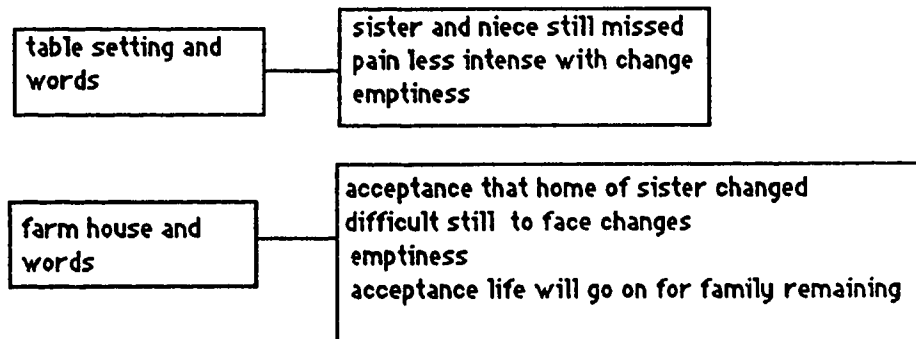 table setting and
words
sister and niece still missed
pain less intense with change
emptiness
farm house and
words
acceptance that home of sister changed
difficult still to face changes
emptiness
acceptance life will go on for family remaining